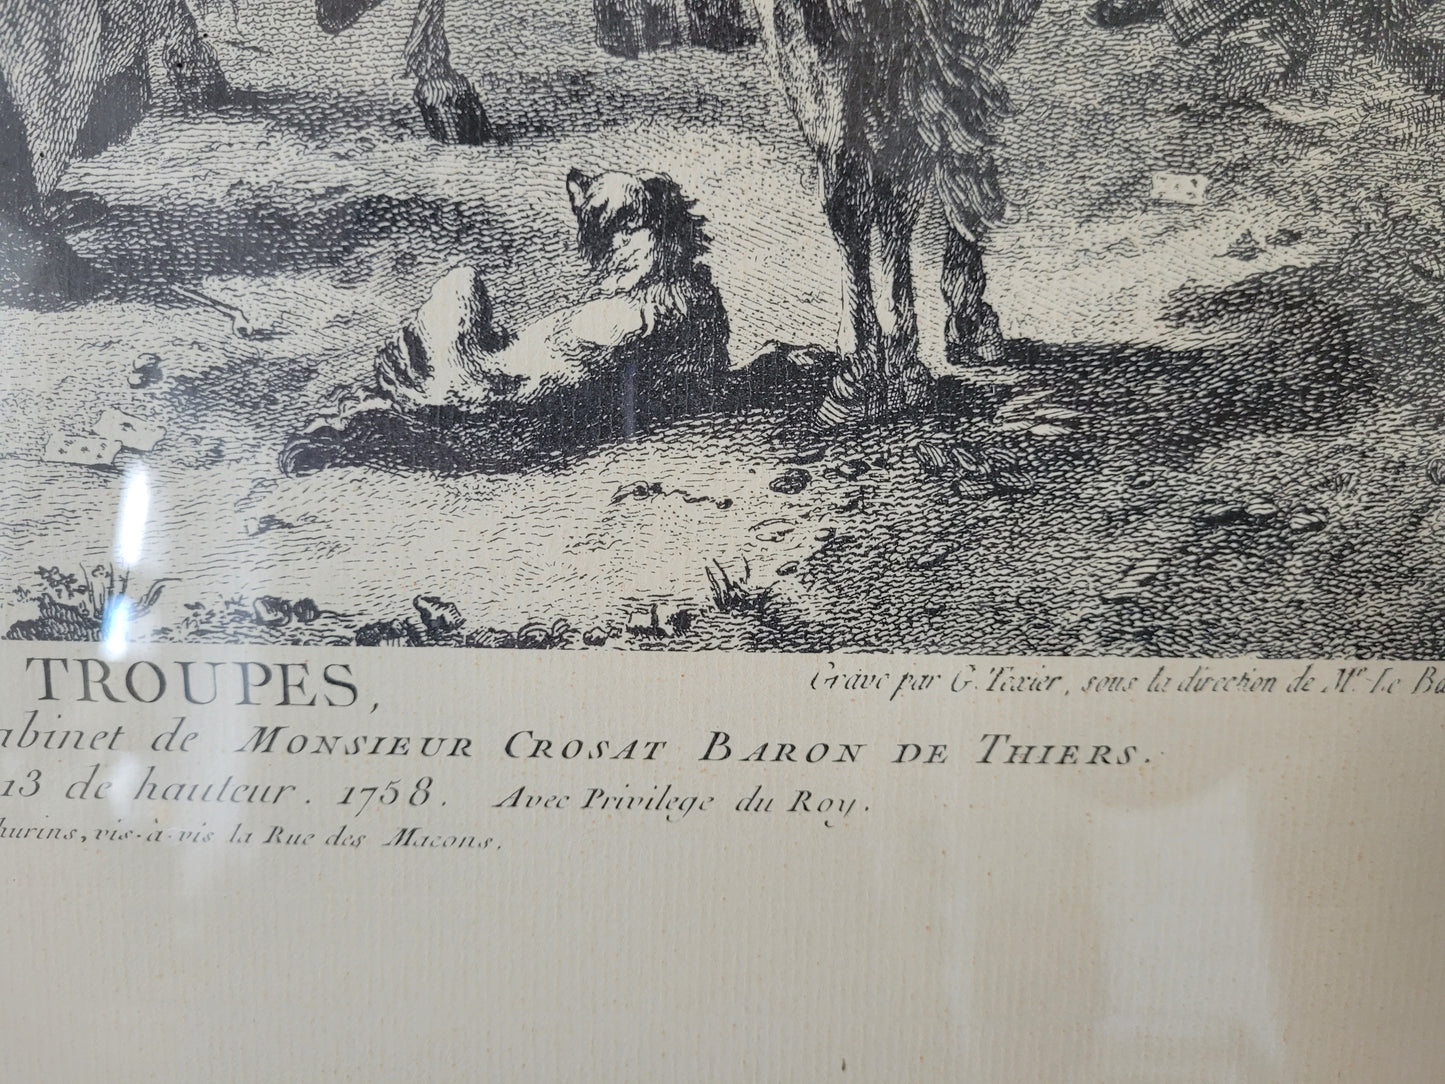 TROUPES,
Gravé par G. Texier, sous la direction de Mr. Le Ba
abinet de MONSIEUR CROSAT BARON DE THIERS.
13 de hauteur. 1758. Avec Privilege du Roy.
hurins, vis-à-vis la Rue des Macons.